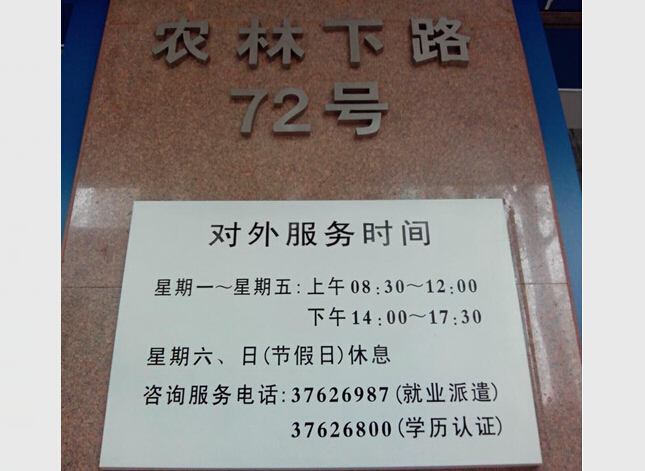 农林下路
72号
对外服务时间
星期一～星期五:上午08:30～12:00
下午14:00～17:30
星期六、日(节假日)休息
咨询服务电话:37626987(就业派遣)
37626800(学历认证)